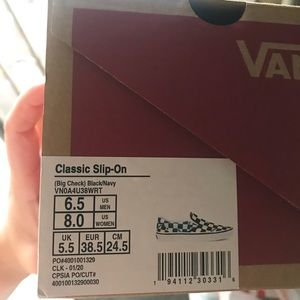 VAN
Classic Slip-On
(Big Check) Black/Navy
VN0A4U38WRT
6.5 US MEN
8.0 US WOMEN
UK EUR CM
5.5 38.5 24.5
PO#4001001329
CLK - 01/20
CPSIA PO/CUT#
400100132900030
1 94112 30331